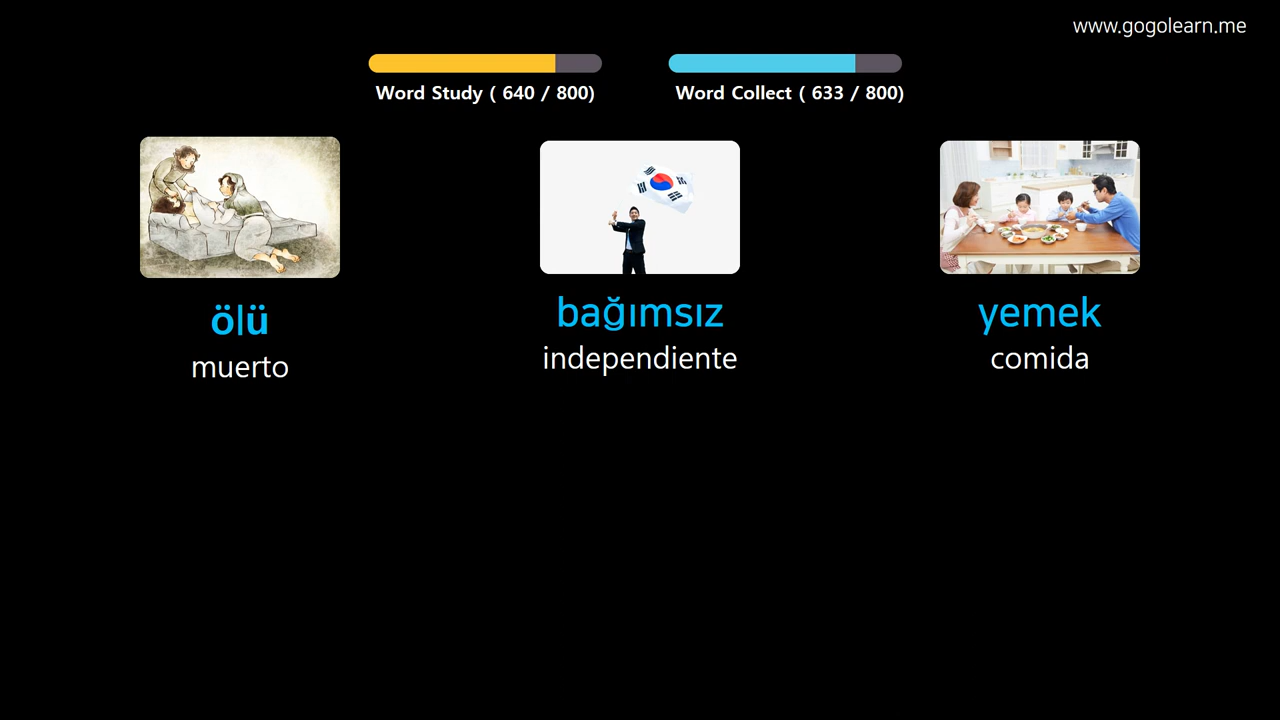 www.gogolearn.me
Word Study ( 640 / 800)
Word Collect ( 633 / 800)
ölü
muerto
bağımsız
independiente
yemek
comida